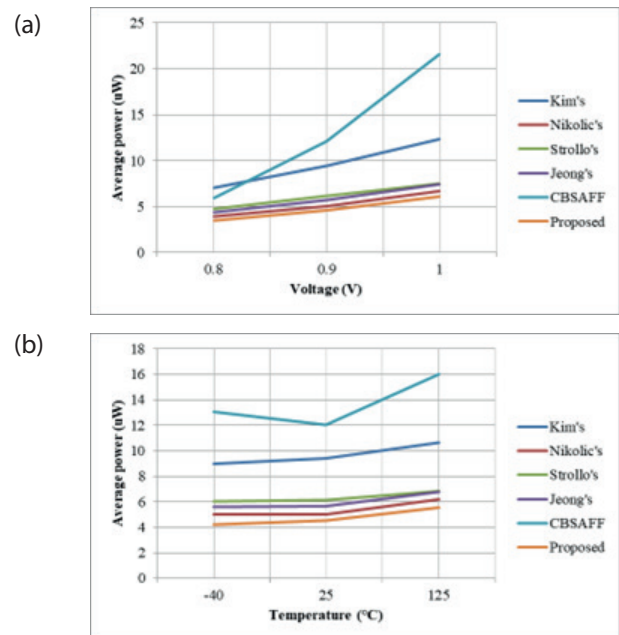 (a)
25
20
15
10
5
0
Average power (uW)
0.8 0.9 1
Voltage (V)
Kim's
Nikolic's
Strollo's
Jeong's
CBSAFF
Proposed
(b)
18
16
14
12
10
8
6
4
2
0
Average power (uW)
-40 25 125
Temperature (°C)
Kim's
Nikolic's
Strollo's
Jeong's
CBSAFF
Proposed